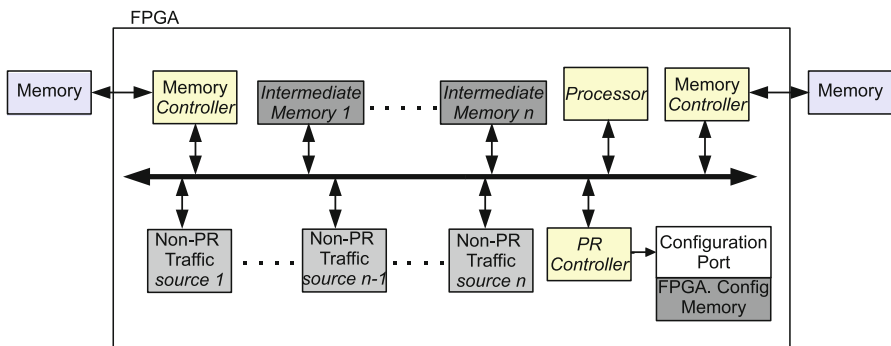 FPGA
Memory
Memory
Controller
Intermediate
Memory 1
Intermediate
Memory n
Processor
Memory
Controller
Memory
Non-PR
Traffic
source 1
Non-PR
Traffic
source n-1
Non-PR
Traffic
source n
PR
Controller
Configuration
Port
FPGA. Config
Memory